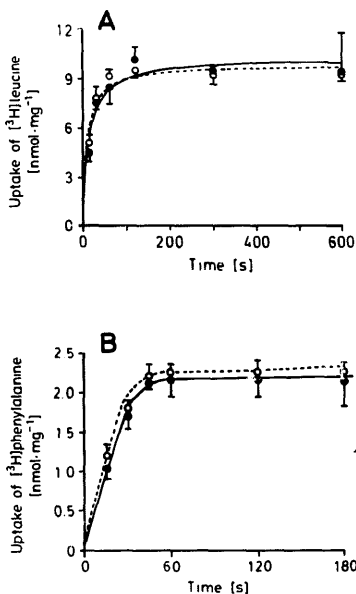 A
Uptake of [³H]leucine
[nmol·mg⁻¹]
12
9
6
3
0
0 200 400 600
Time [s]
B
Uptake of [³H]phenylalanine
[nmol·mg⁻¹]
2.5
2.0
1.5
1.0
0.5
0
0 60 120 180
Time [s]